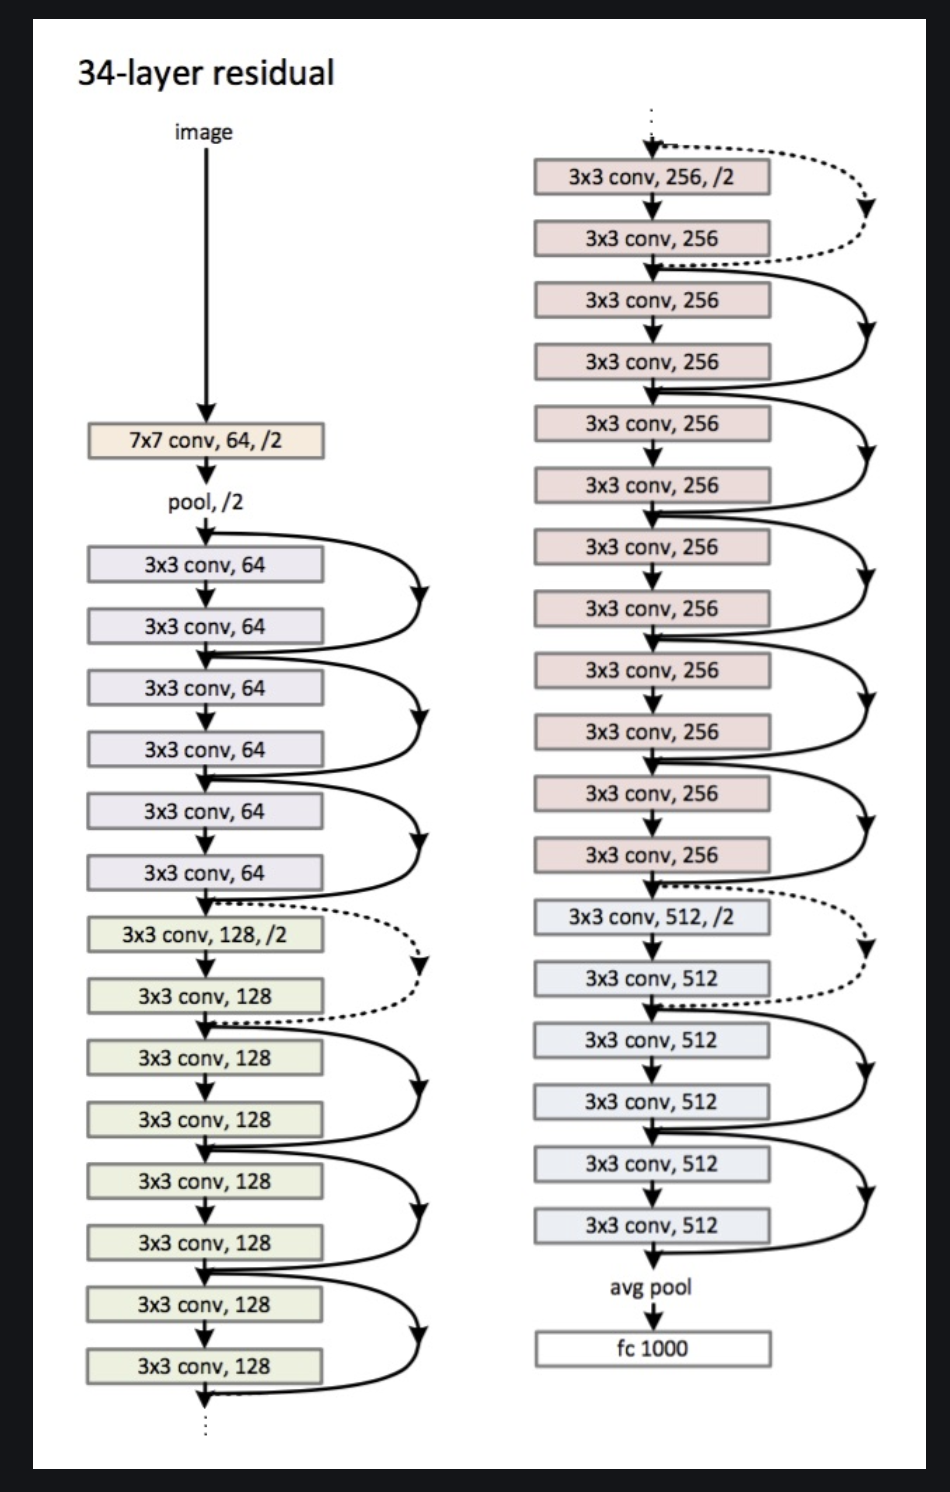 34-layer residual
image
7x7 conv, 64, /2
pool, /2
3x3 conv, 64
3x3 conv, 64
3x3 conv, 64
3x3 conv, 64
3x3 conv, 64
3x3 conv, 64
3x3 conv, 128, /2
3x3 conv, 128
3x3 conv, 128
3x3 conv, 128
3x3 conv, 128
3x3 conv, 128
3x3 conv, 128
3x3 conv, 128
3x3 conv, 256, /2
3x3 conv, 256
3x3 conv, 256
3x3 conv, 256
3x3 conv, 256
3x3 conv, 256
3x3 conv, 256
3x3 conv, 256
3x3 conv, 256
3x3 conv, 256
3x3 conv, 256
3x3 conv, 256
3x3 conv, 512, /2
3x3 conv, 512
3x3 conv, 512
3x3 conv, 512
3x3 conv, 512
3x3 conv, 512
avg pool
fc 1000